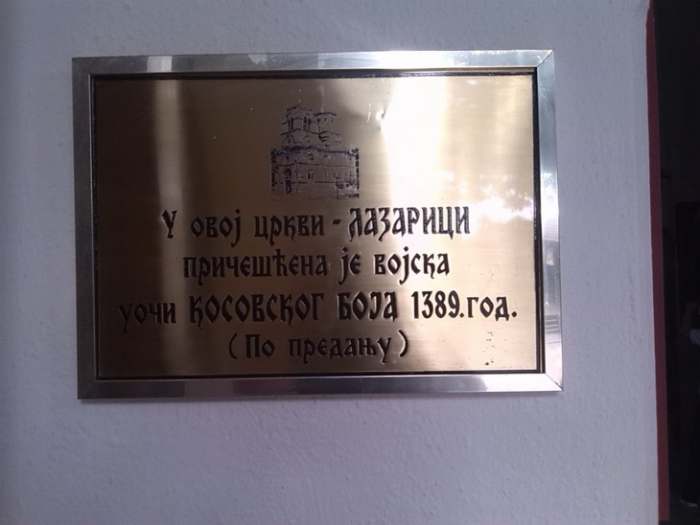 У овој цркви - ЛАЗАРИЦИ
причешћена је војска
уочи КОСОВСКОГ БОЈА 1389.год.
(По предању)